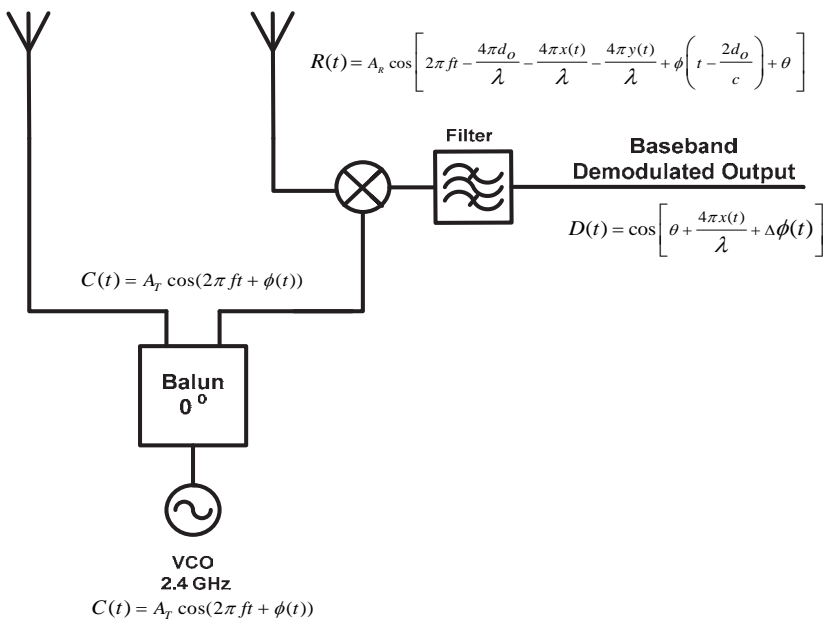 R(t) = A_R cos[2πft − 4πd_o/λ − 4πx(t)/λ − 4πy(t)/λ + ϕ(t − 2d_o/c) + θ]
Filter
Baseband
Demodulated Output
D(t) = cos[θ + 4πx(t)/λ + Δϕ(t)]
C(t) = A_T cos(2πft + ϕ(t))
Balun
0°
VCO
2.4 GHz
C(t) = A_T cos(2πft + ϕ(t))